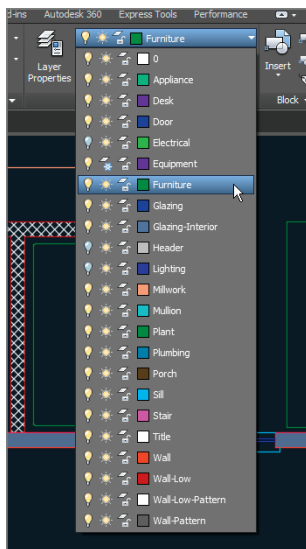 d-ins Autodesk 360 Express Tools Performance
Layer
Properties
Furniture
Insert
Block
0
Appliance
Desk
Door
Electrical
Equipment
Furniture
Glazing
Glazing-Interior
Header
Lighting
Millwork
Mullion
Plant
Plumbing
Porch
Sill
Stair
Title
Wall
Wall-Low
Wall-Low-Pattern
Wall-Pattern